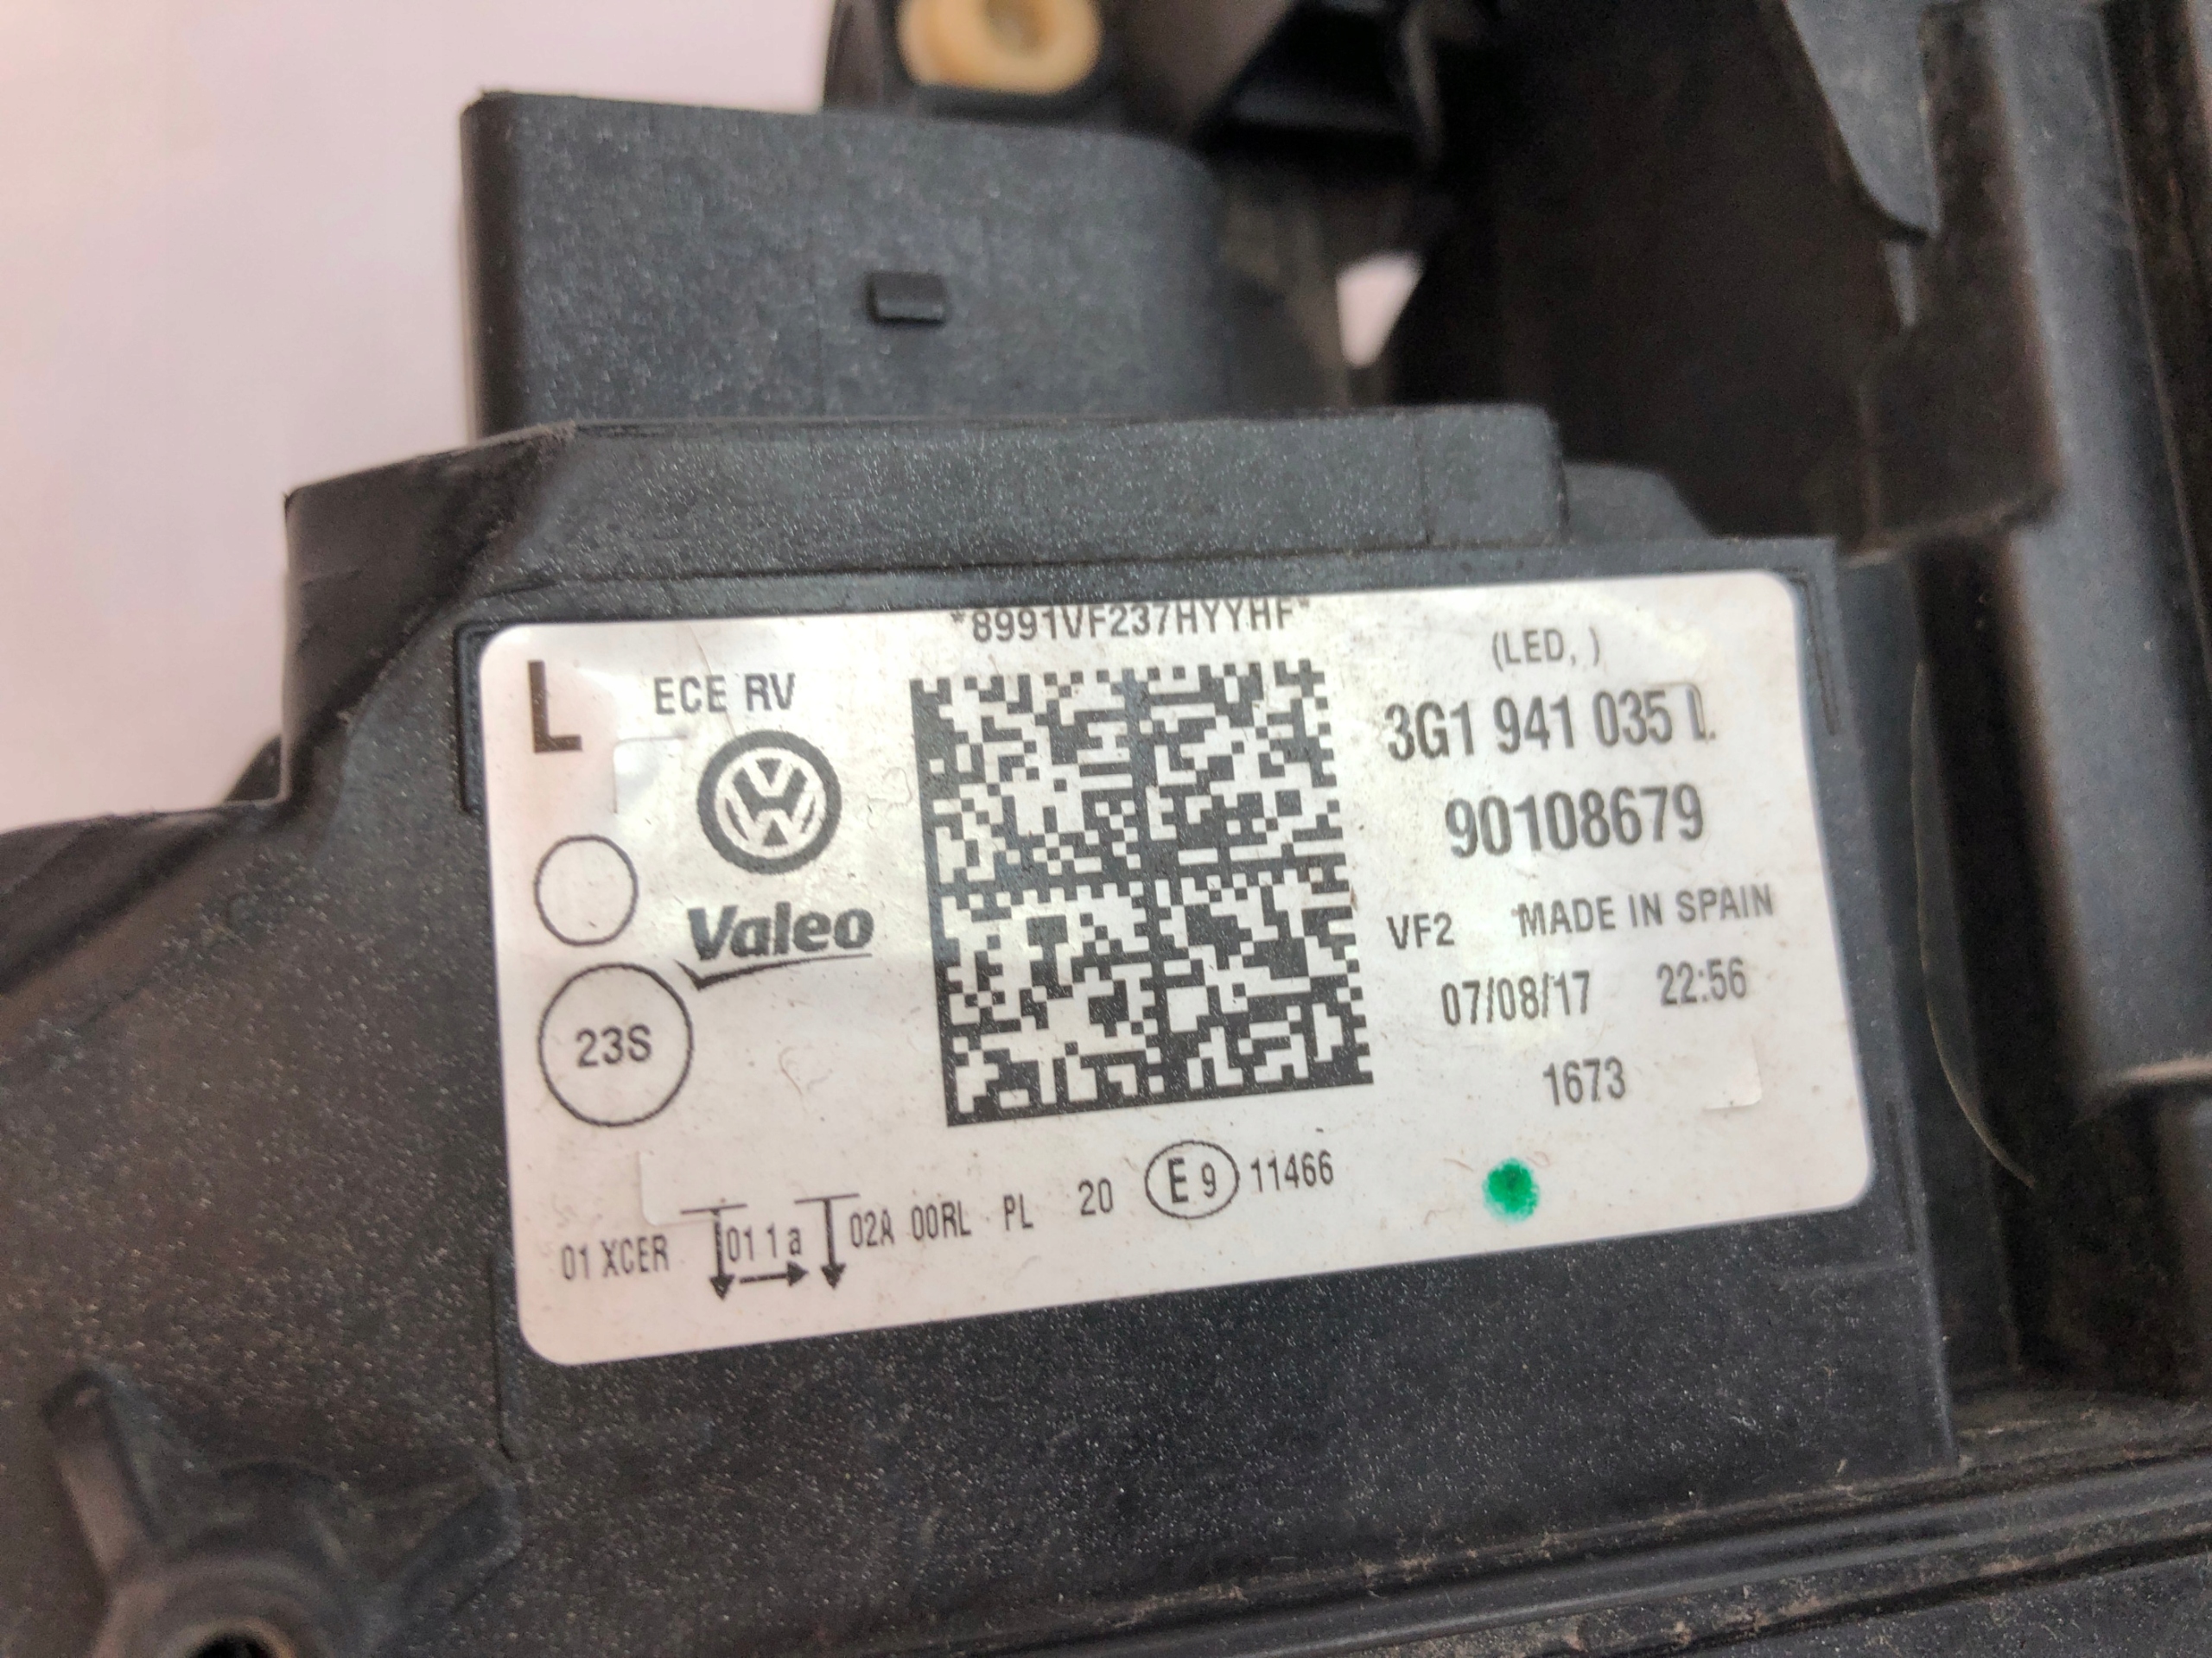 *8991VF237HYYHF*
L
ECE RV
(LED, )
3G1 941 035 L
90108679
Valeo
VF2 MADE IN SPAIN
07/08/17 22:56
23S
1673
01 XCER 01 1a 02A 00RL PL 20 E9 11466